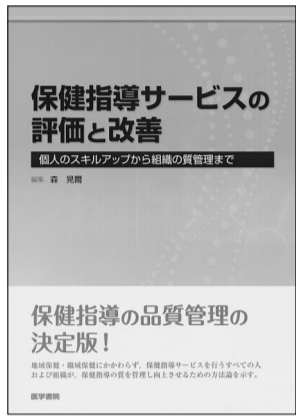 保健指導サービスの
評価と改善
個人のスキルアップから組織の質管理まで
編集 森 晃爾
保健指導の品質管理の
決定版！
地域保健・職域保健にかかわらず，保健指導サービスを行うすべての人
および組織が，保健指導の質を管理し向上させるための方法論を示す。
医学書院